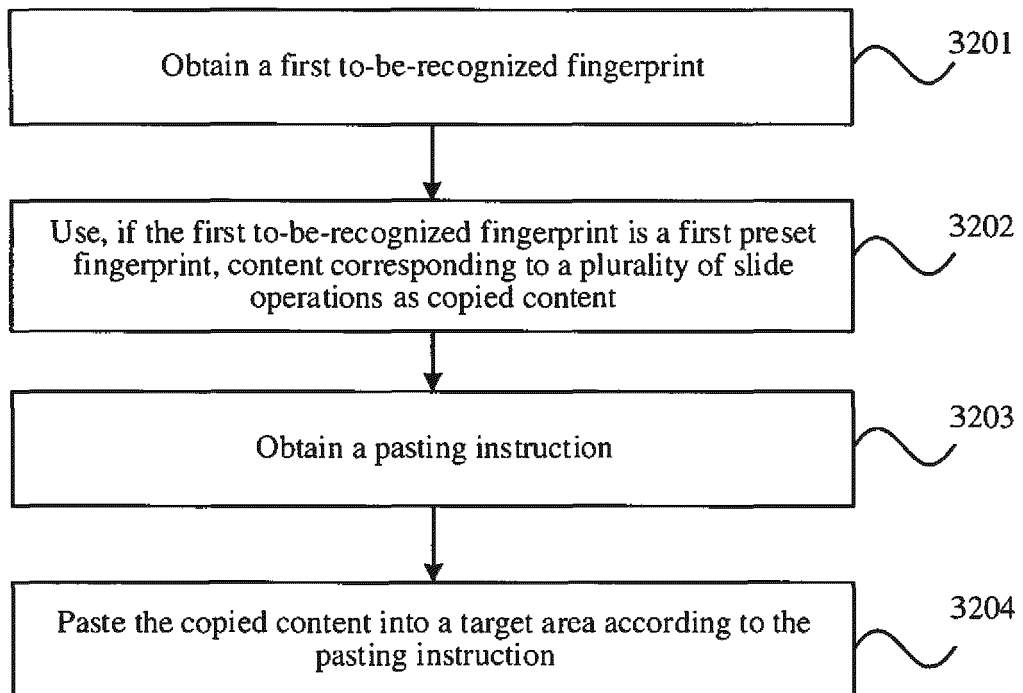 Obtain a first to-be-recognized fingerprint
3201
Use, if the first to-be-recognized fingerprint is a first preset
fingerprint, content corresponding to a plurality of slide
operations as copied content
3202
Obtain a pasting instruction
3203
Paste the copied content into a target area according to the
pasting instruction
3204